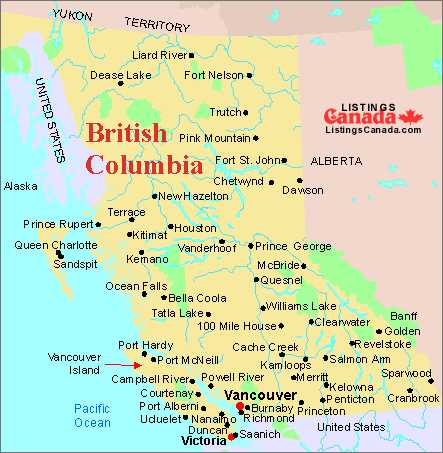 YUKON TERRITORY
Liard River
Dease Lake
Fort Nelson
UNITED STATES
Trutch
LISTINGS
Canada
ListingsCanada.com
British
Columbia
Pink Mountain
Fort St. John
ALBERTA
Chetwynd
Dawson
Alaska
New Hazelton
Terrace
Prince Rupert
Houston
Kitimat
Queen Charlotte
Vanderhoof
Prince George
Sandspit
Kemano
McBride
Quesnel
Ocean Falls
Bella Coola
Williams Lake
Tatla Lake
Banff
100 Mile House
Clearwater
Golden
Port Hardy
Cache Creek
Revelstoke
Vancouver
Island
Port McNeill
Kamloops
Salmon Arm
Campbell River
Powell River
Merritt
Sparwood
Kelowna
Courtenay
Vancouver
Penticton
Cranbrook
Pacific
Ocean
Port Alberni
Burnaby
Princeton
Uduelet
Nanaimo
Richmond
Duncan
United States
Victoria
Saanich